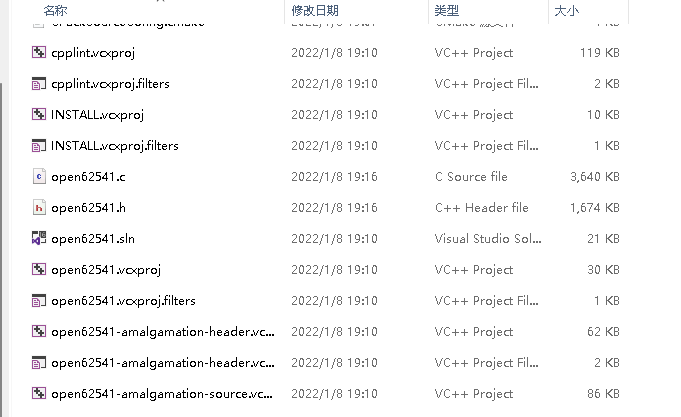 名称 修改日期 类型 大小
cpplint.vcxproj 2022/1/8 19:10 VC++ Project 119 KB
cpplint.vcxproj.filters 2022/1/8 19:10 VC++ Project Fil... 2 KB
INSTALL.vcxproj 2022/1/8 19:10 VC++ Project 10 KB
INSTALL.vcxproj.filters 2022/1/8 19:10 VC++ Project Fil... 1 KB
open62541.c 2022/1/8 19:16 C Source file 3,640 KB
open62541.h 2022/1/8 19:16 C++ Header file 1,674 KB
open62541.sln 2022/1/8 19:10 Visual Studio Sol... 21 KB
open62541.vcxproj 2022/1/8 19:10 VC++ Project 30 KB
open62541.vcxproj.filters 2022/1/8 19:10 VC++ Project Fil... 1 KB
open62541-amalgamation-header.vc... 2022/1/8 19:10 VC++ Project 62 KB
open62541-amalgamation-header.vc... 2022/1/8 19:10 VC++ Project Fil... 2 KB
open62541-amalgamation-source.vc... 2022/1/8 19:10 VC++ Project 86 KB